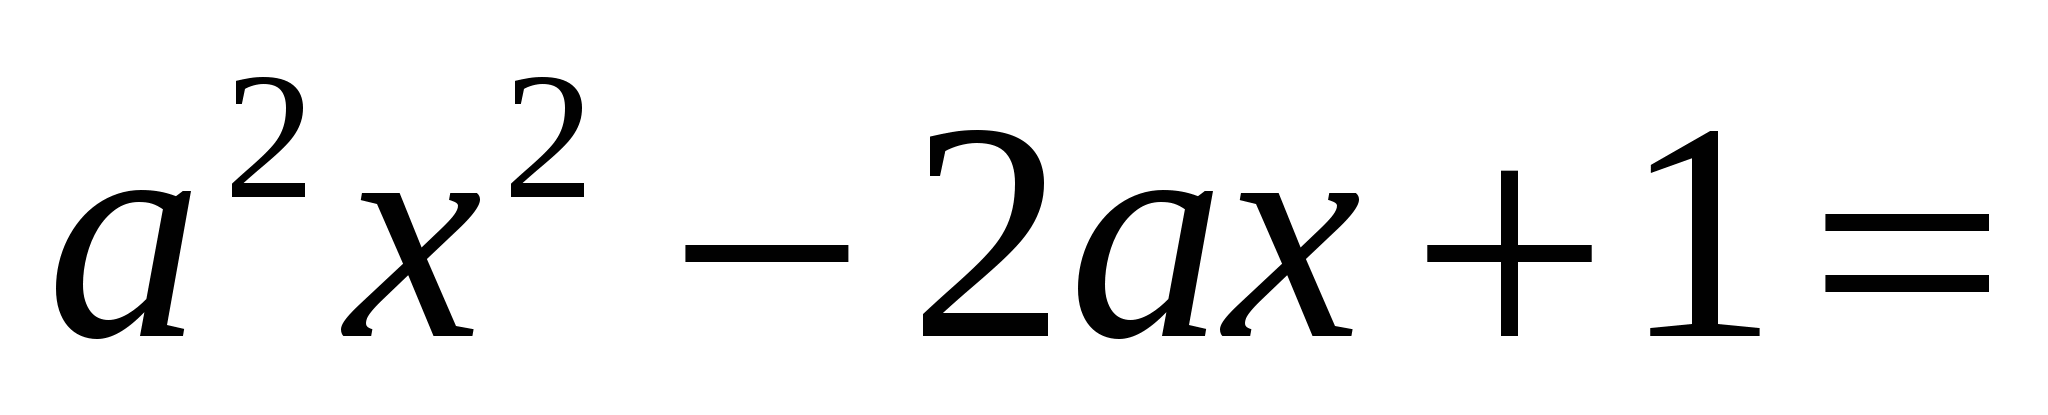 a²x² − 2ax + 1 =